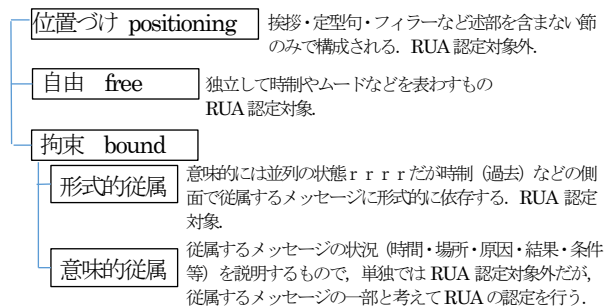 位置づけ positioning
挨拶・定型句・フィラーなど述部を含まない節
のみで構成される．RUA 認定対象外.
自由 free
独立して時制やムードなどを表わすもの
RUA 認定対象.
拘束 bound
形式的従属
意味的には並列の状態ｒｒｒｒだが時制（過去）などの側
面で従属するメッセージに形式的に依存する．RUA 認定
対象.
意味的従属
従属するメッセージの状況（時間・場所・原因・結果・条件
等）を説明するもので，単独では RUA 認定対象外だが，
従属するメッセージの一部と考えて RUA の認定を行う.